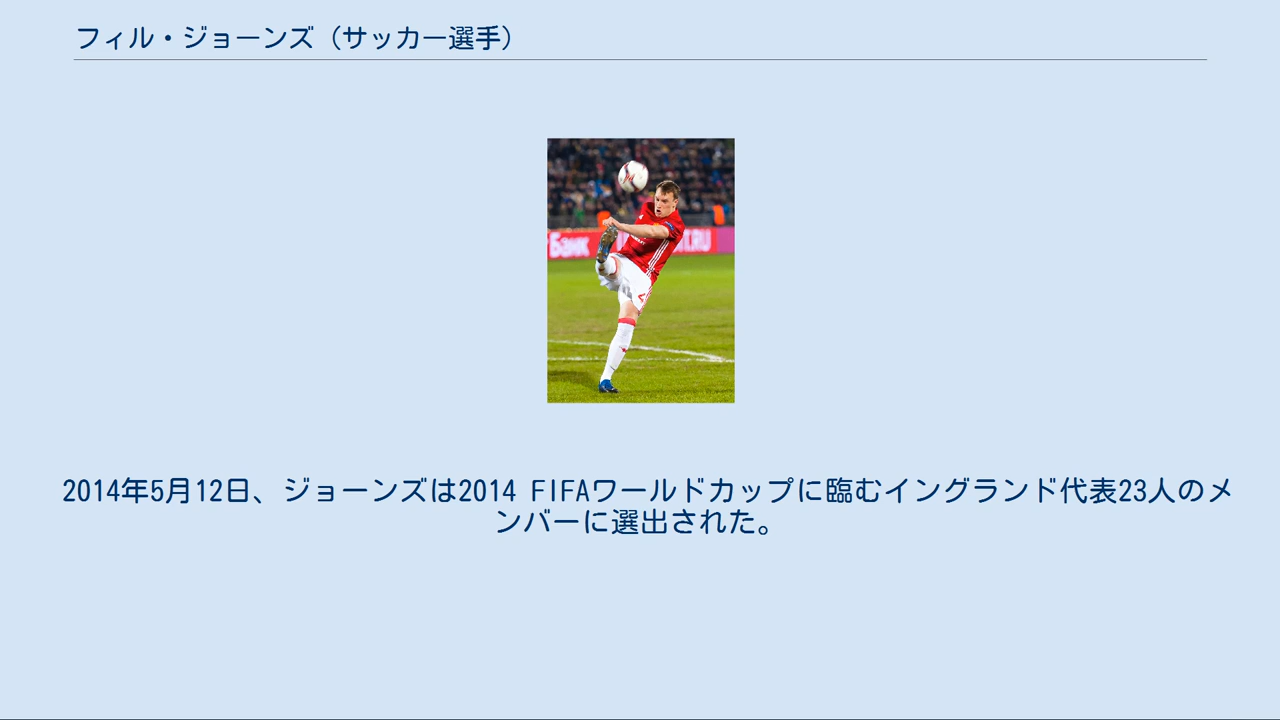 フィル・ジョーンズ（サッカー選手）
Банк
T.RU
2014年5月12日、ジョーンズは2014 FIFAワールドカップに臨むイングランド代表23人のメ
ンバーに選出された。